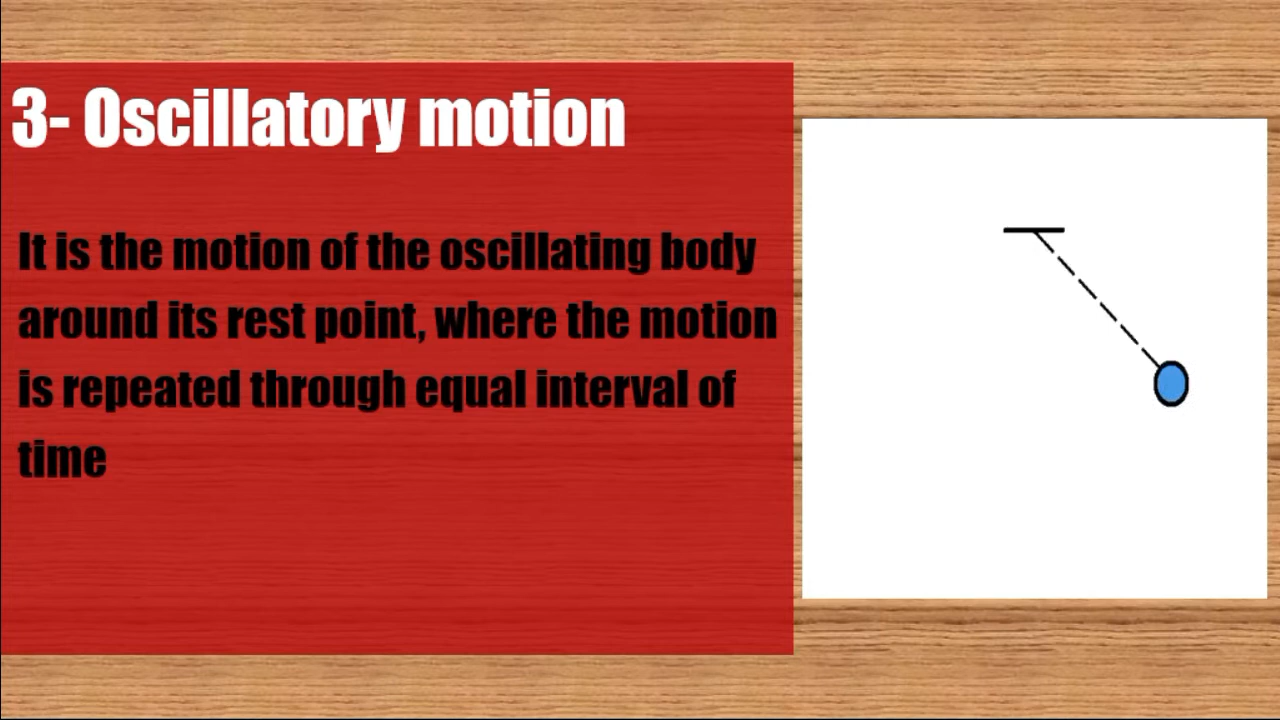 3- Oscillatory motion
It is the motion of the oscillating body
around its rest point, where the motion
is repeated through equal interval of
time